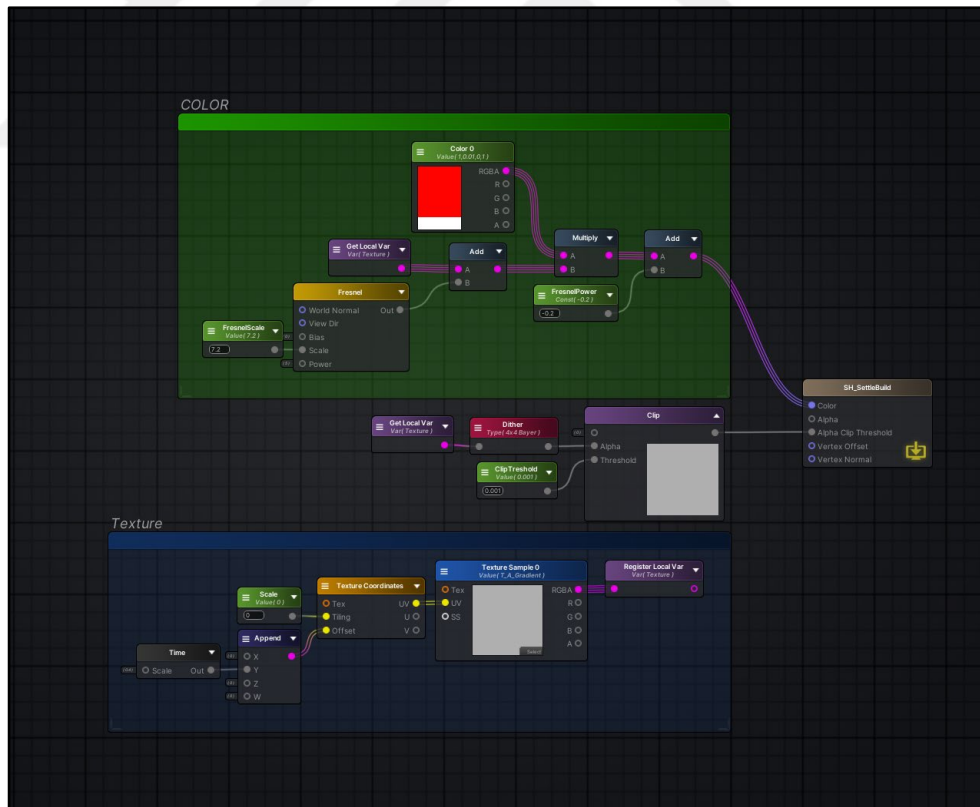 COLOR
Color 0
Value( 1,0.01,0,1 )
RGBA
R
G
B
A
Get Local Var
Var( Texture )
Add
A
B
Multiply
A
B
Add
A
B
Fresnel
World Normal
Out
View Dir
Bias
Scale
Power
FresnelScale
Value( 7.2 )
7.2
FresnelPower
Const( -0.2 )
-0.2
SH_SettleBuild
Color
Alpha
Alpha Clip Threshold
Vertex Offset
Vertex Normal
Get Local Var
Var( Texture )
Dither
Type( 4x4 Bayer )
Clip
Alpha
Threshold
ClipTreshold
Value( 0.001 )
0.001
Texture
Time
Scale
Out
Scale
Value( 0 )
0
Append
X
Y
Z
W
Texture Coordinates
Tex
UV
Tiling
U
Offset
V
Texture Sample 0
Value( T_A_Gradient )
Tex
RGBA
UV
R
SS
G
B
A
Select
Register Local Var
Var( Texture )